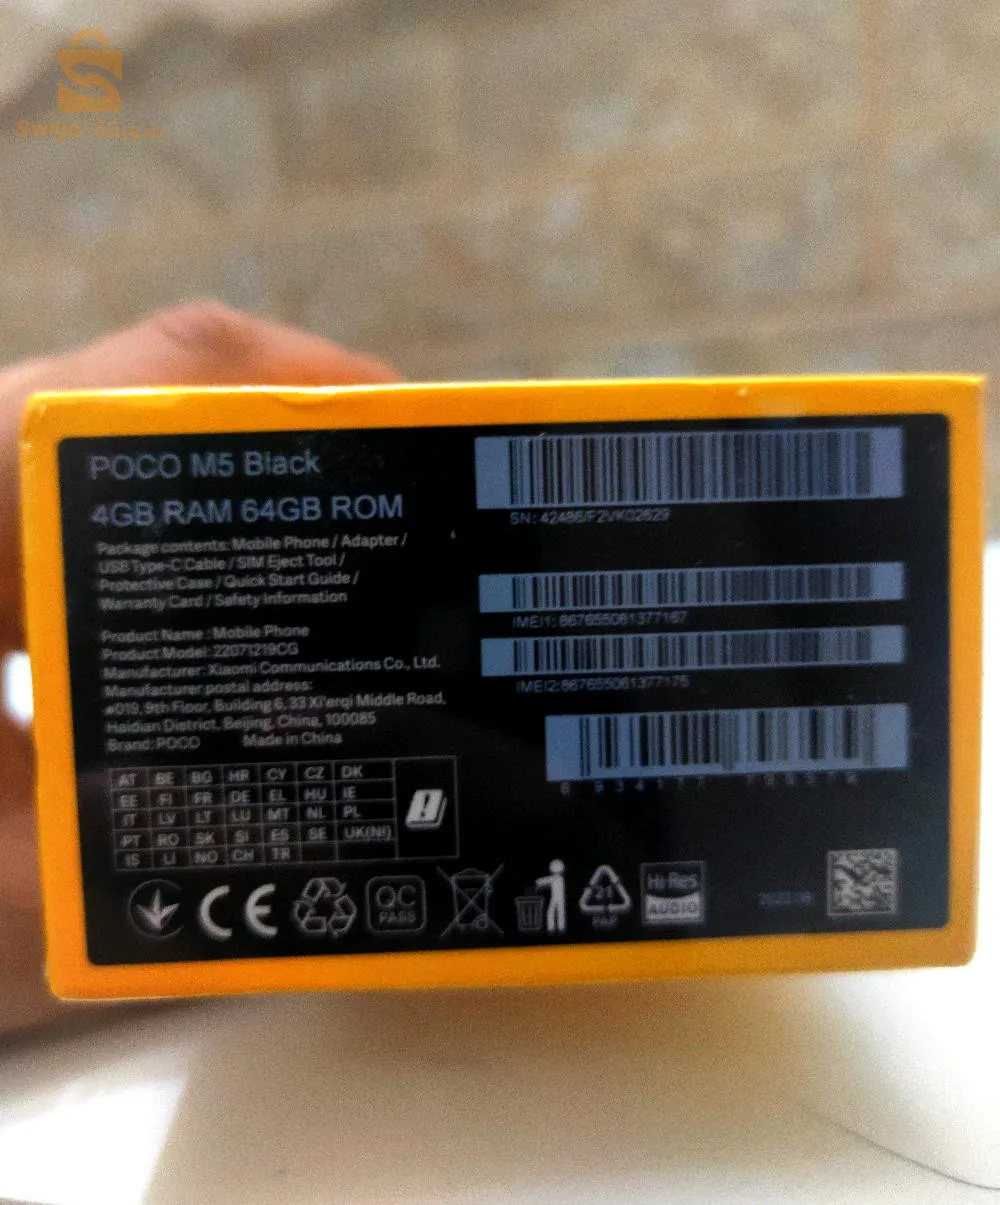 POCO M5 Black
4GB RAM 64GB ROM
Package contents: Mobile Phone / Adapter /
USB Type-C Cable / SIM Eject Tool /
Protective Case / Quick Start Guide /
Warranty Card / Safety Information
Product Name : Mobile Phone
Product Model: 22071219CG
Manufacturer: Xiaomi Communications Co., Ltd.
Manufacturer postal address:
#019, 9th Floor, Building 6, 33 Xi'erqi Middle Road,
Haidian District, Beijing, China, 100085
Brand: POCO Made in China
SN: 42486/F2VK02629
IMEI1: 867655061377167
IMEI2: 867655061377175
AT BE BG HR CY CZ DK
EE FI FR DE EL HU IE
IT LV LT LU MT NL PL
PT RO SK SI ES SE UK(NI)
IS LI NO CH TR
CE
QC
PASS
21
PAP
Hi-Res
AUDIO